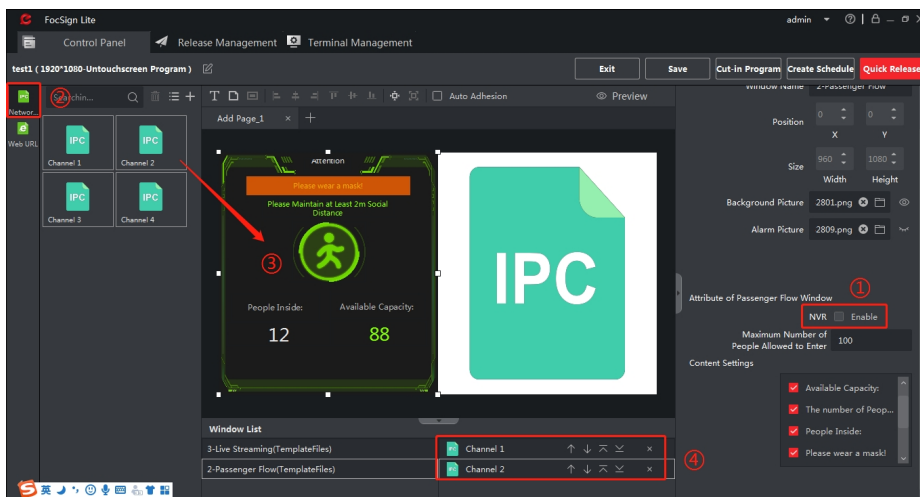 FocSign Lite
admin
Control Panel
Release Management
Terminal Management
test1 ( 1920*1080-Untouchscreen Program )
Exit
Save
Cut-in Program
Create Schedule
Quick Release
②
Networ...
Web URL
Searchin...
Auto Adhesion
Preview
Add Page_1
IPC
Channel 1
IPC
Channel 2
IPC
Channel 3
IPC
Channel 4
③
Attention
Please wear a mask!
Please Maintain at Least 2m Social
Distance
People Inside:
Available Capacity:
12
88
IPC
Window Name
2-Passenger Flow
Position
0
0
X
Y
Size
960
1080
Width
Height
Background Picture
2801.png
Alarm Picture
2809.png
Attribute of Passenger Flow Window
①
NVR
Enable
Maximum Number of
People Allowed to Enter
100
Content Settings
Available Capacity:
The number of Peop...
People Inside:
Please wear a mask!
Window List
3-Live Streaming(TemplateFiles)
Channel 1
2-Passenger Flow(TemplateFiles)
Channel 2
④
英